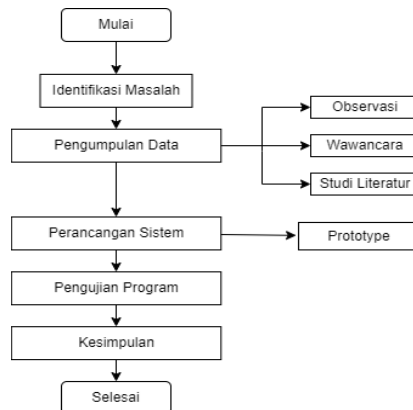 Mulai
Identifikasi Masalah
Pengumpulan Data
Observasi
Wawancara
Studi Literatur
Perancangan Sistem
Prototype
Pengujian Program
Kesimpulan
Selesai